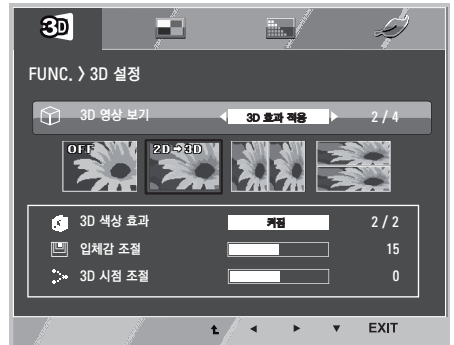 3D
FUNC. > 3D 설정
3D 영상 보기 3D 효과 적용 2 / 4
OFF 2D➔3D
3D 색상 효과 켜짐 2 / 2
입체감 조절 15
3D 시점 조절 0
EXIT